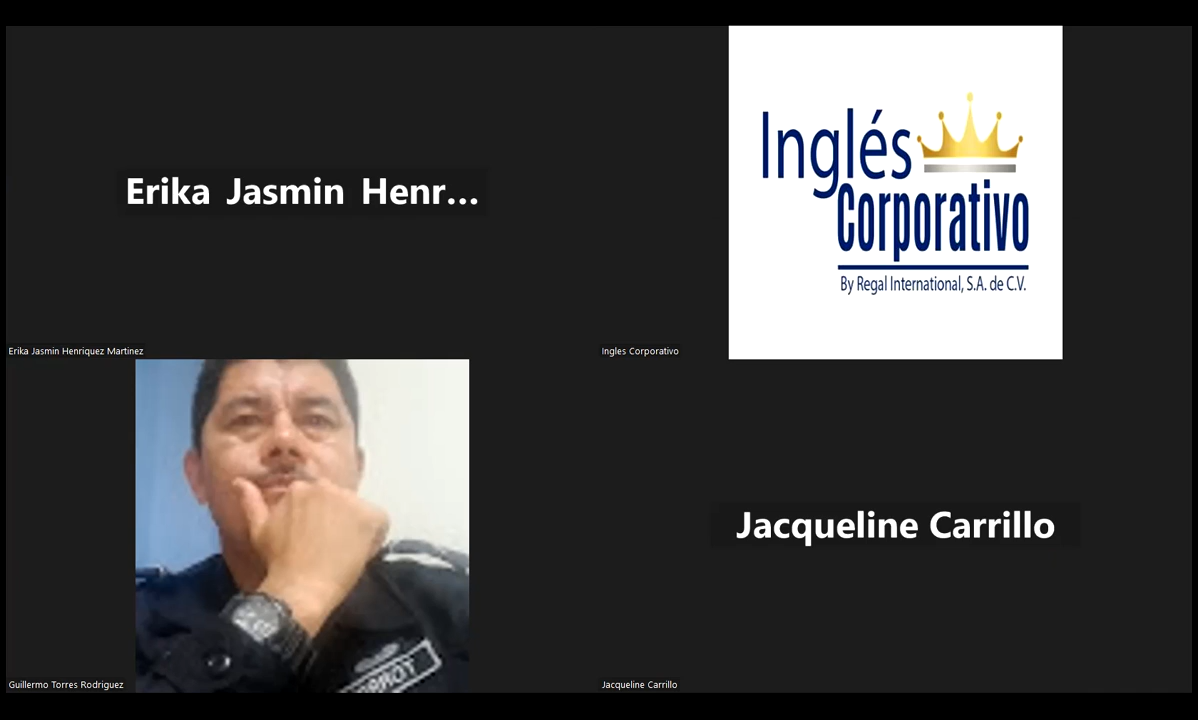 Erika Jasmin Henr...
Erika Jasmin Henriquez Martinez
Inglés
Corporativo
By Regal International, S.A. de C.V.
Ingles Corporativo
Guillermo Torres Rodriguez
Jacqueline Carrillo
Jacqueline Carrillo